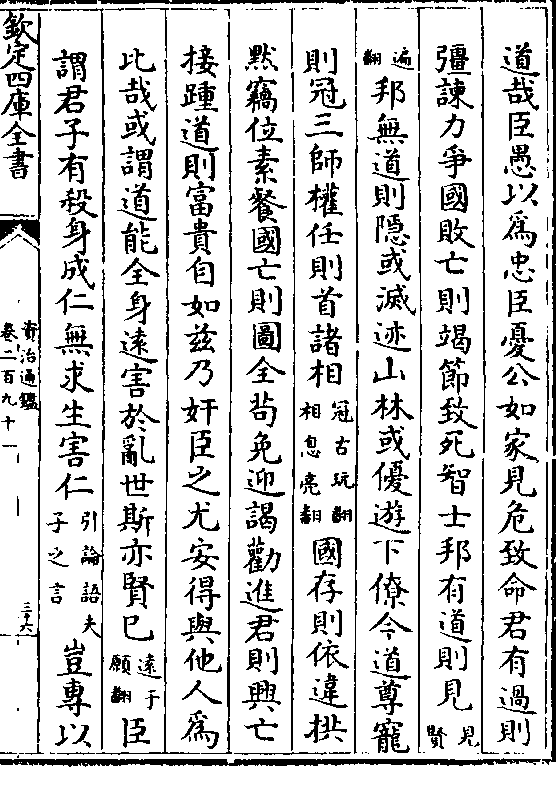 道哉臣愚以為忠臣憂公如家見危致命君有過則
彊諫力爭國敗亡則竭節致死智士邦有道則見見賢
遍翻邦無道則隠或滅迹山林或優遊下僚今道尊寵
則冠三師權任則首諸相冠古玩翻相息亮翻國存則依違拱
黙竊位素餐國亡則圖全茍免迎謁勸進君則興亡
接踵道則富貴自如兹乃奸臣之尤安得與他人為
比哉或謂道能全身逺害於亂世斯亦賢已逺于願翻臣
謂君子有殺身成仁無求生害仁引論語夫子之言豈專以
欽定四庫全書
資治通鑑
卷二百九十一
三十六